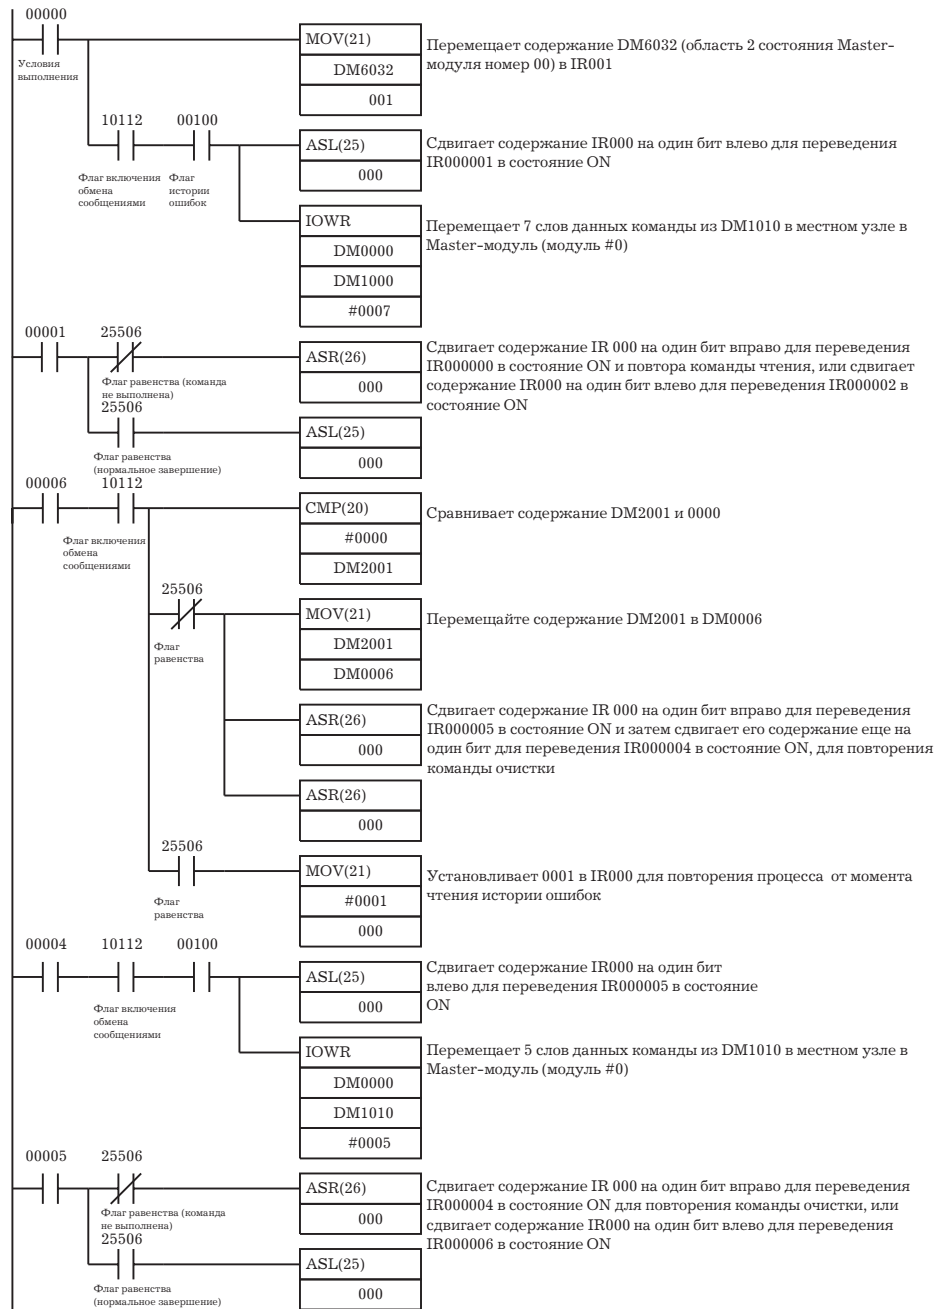 00000
Условия
выполнения
MOV(21)
DM6032
001
Перемещает содержание DM6032 (область 2 состояния Master-
модуля номер 00) в IR001
10112 00100
Флаг включения
обмена
сообщениями
Флаг
истории
ошибок
ASL(25)
000
Сдвигает содержание IR000 на один бит влево для переведения
IR000001 в состояние ON
IOWR
DM0000
DM1000
#0007
Перемещает 7 слов данных команды из DM1010 в местном узле в
Master-модуль (модуль #0)
00001 25506
Флаг равенства (команда
не выполнена)
ASR(26)
000
Сдвигает содержание IR 000 на один бит вправо для переведения
IR000000 в состояние ON и повтора команды чтения, или сдвигает
содержание IR000 на один бит влево для переведения IR000002 в
состояние ON
25506
Флаг равенства
(нормальное завершение)
ASL(25)
000
00006 10112
Флаг включения
обмена
сообщениями
CMP(20)
#0000
DM2001
Сравнивает содержание DM2001 и 0000
25506
Флаг
равенства
MOV(21)
DM2001
DM0006
Перемещайте содержание DM2001 в DM0006
ASR(26)
000
Сдвигает содержание IR 000 на один бит вправо для переведения
IR000005 в состояние ON и затем сдвигает его содержание еще на
один бит для переведения IR000004 в состояние ON, для повторения
команды очистки
ASR(26)
000
25506
Флаг
равенства
MOV(21)
#0001
000
Установливает 0001 в IR000 для повторения процесса от момента
чтения истории ошибок
00004 10112 00100
Флаг включения
обмена
сообщениями
ASL(25)
000
Сдвигает содержание IR000 на один бит
влево для переведения IR000005 в состояние
ON
IOWR
DM0000
DM1010
#0005
Перемещает 5 слов данных команды из DM1010 в местном узле в
Master-модуль (модуль #0)
00005 25506
Флаг равенства (команда
не выполнена)
ASR(26)
000
Сдвигает содержание IR 000 на один бит вправо для переведения
IR000004 в состояние ON для повторения команды очистки, или
сдвигает содержание IR000 на один бит влево для переведения
IR000006 в состояние ON
25506
Флаг равенства
(нормальное завершение)
ASL(25)
000